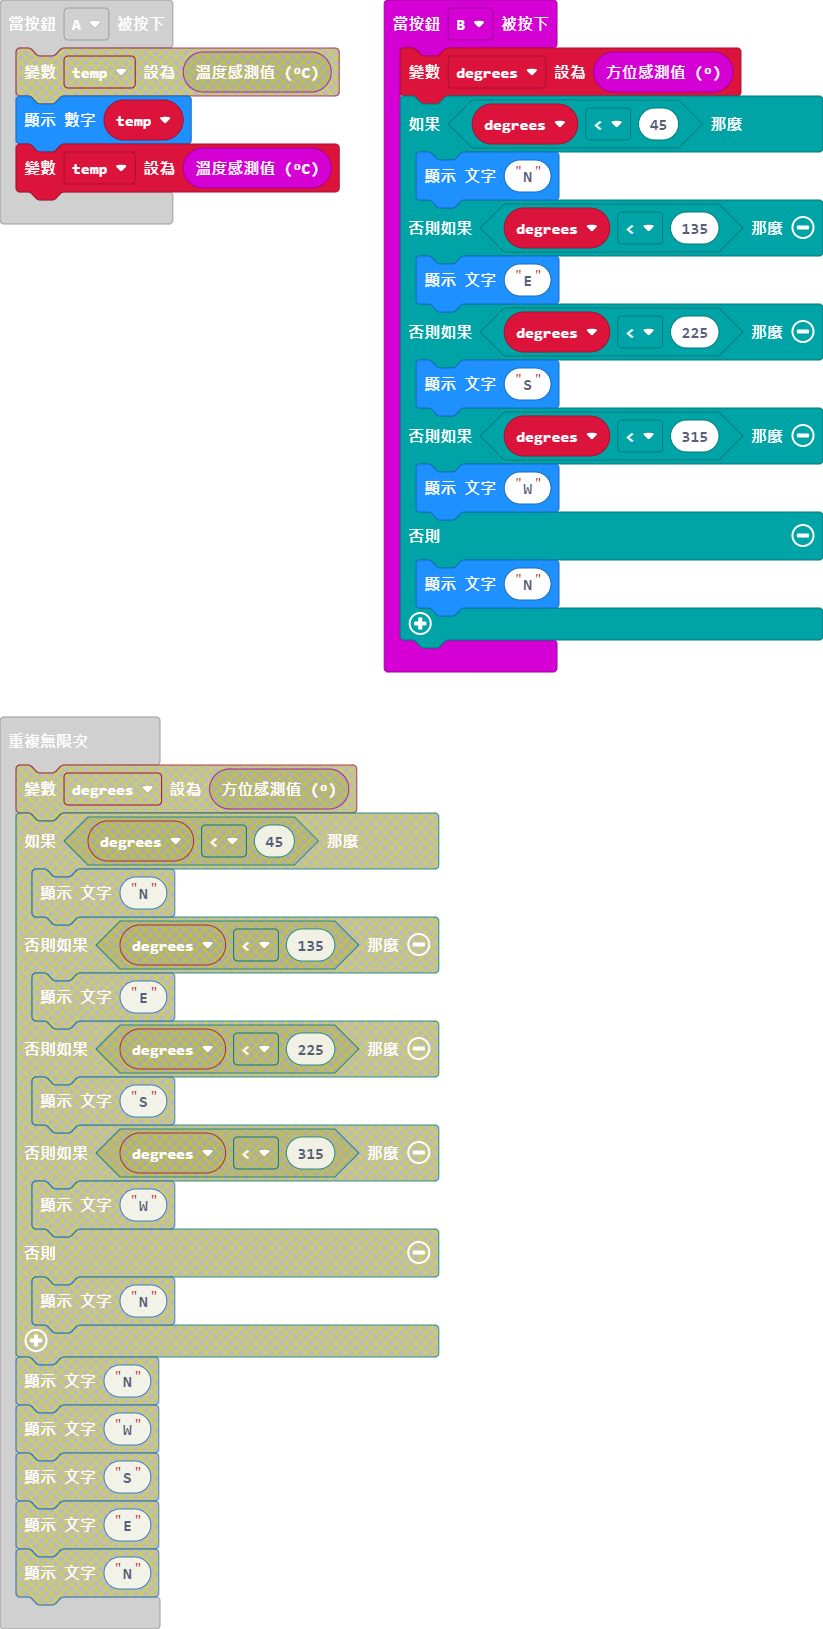 當按鈕 A 被按下
變數 temp 設為 溫度感測值 (ºC)
顯示 數字 temp
變數 temp 設為 溫度感測值 (ºC)
當按鈕 B 被按下
變數 degrees 設為 方位感測值 (º)
如果 degrees < 45 那麼
顯示 文字 "N"
否則如果 degrees < 135 那麼
顯示 文字 "E"
否則如果 degrees < 225 那麼
顯示 文字 "S"
否則如果 degrees < 315 那麼
顯示 文字 "W"
否則
顯示 文字 "N"
重複無限次
變數 degrees 設為 方位感測值 (º)
如果 degrees < 45 那麼
顯示 文字 "N"
否則如果 degrees < 135 那麼
顯示 文字 "E"
否則如果 degrees < 225 那麼
顯示 文字 "S"
否則如果 degrees < 315 那麼
顯示 文字 "W"
否則
顯示 文字 "N"
顯示 文字 "N"
顯示 文字 "W"
顯示 文字 "S"
顯示 文字 "E"
顯示 文字 "N"